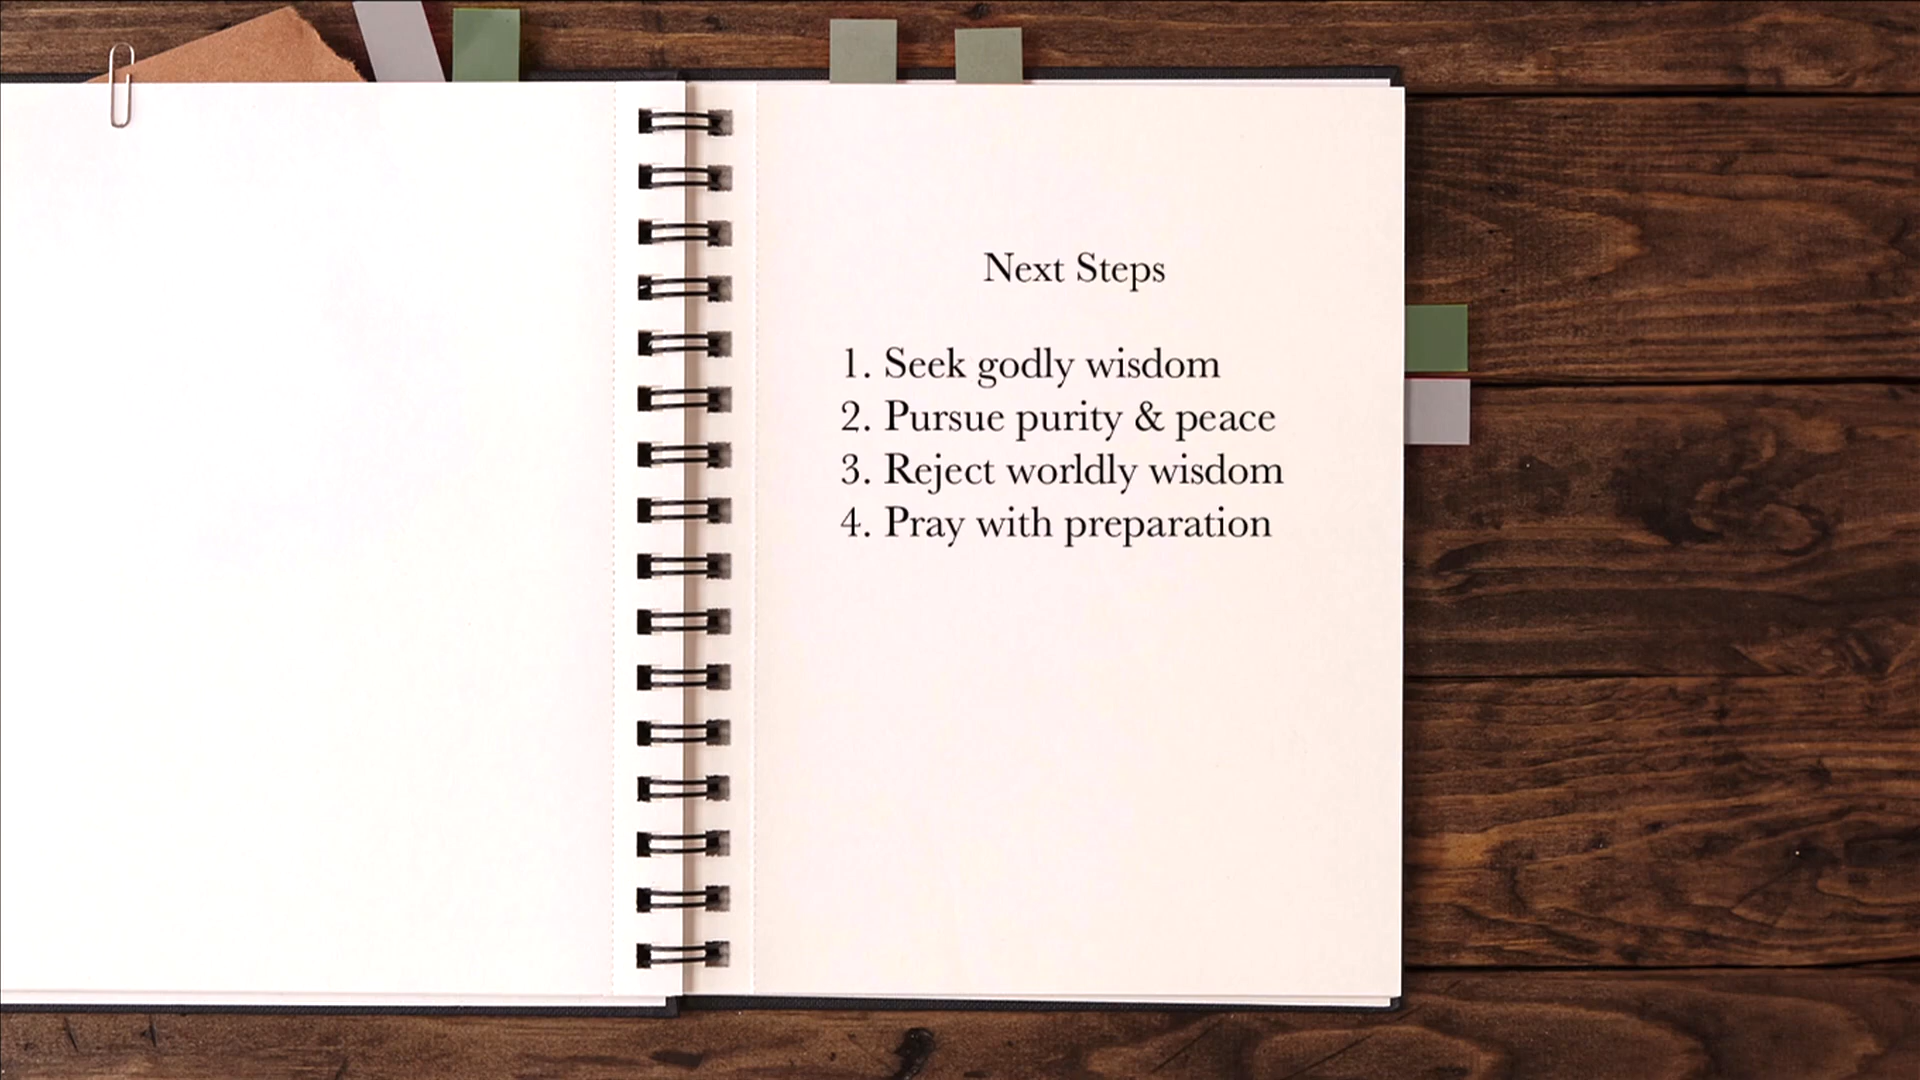 Next Steps
1. Seek godly wisdom
2. Pursue purity & peace
3. Reject worldly wisdom
4. Pray with preparation